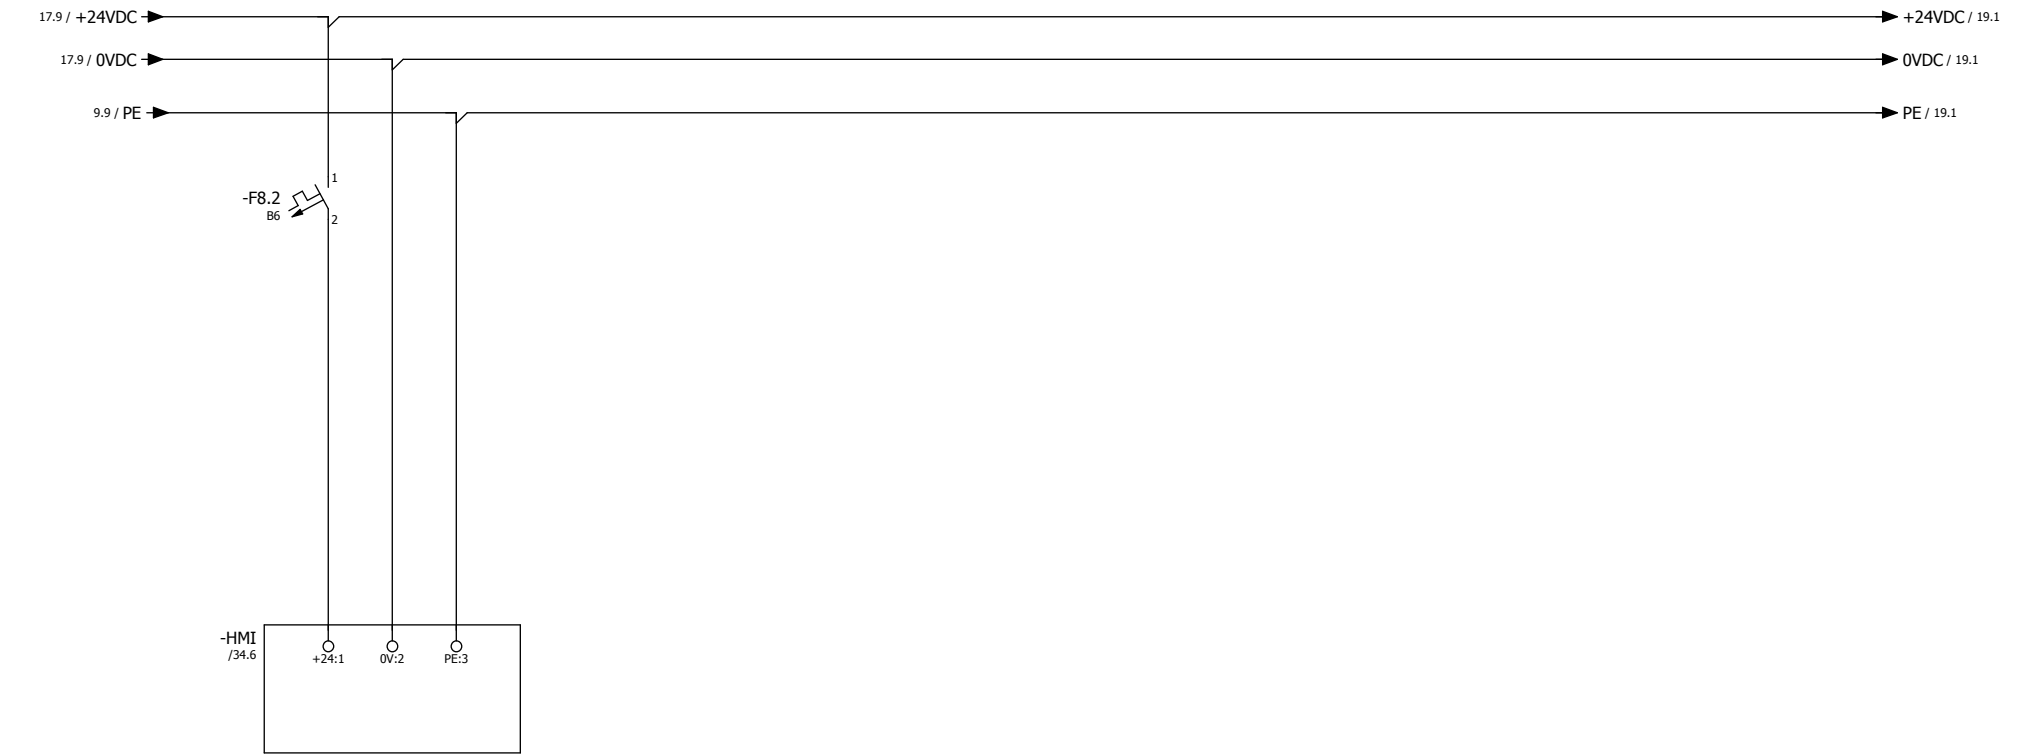 17.9 / +24VDC
+24VDC / 19.1
17.9 / 0VDC
0VDC / 19.1
9.9 / PE
PE / 19.1
1
-F8.2
B6
2
-HMI
/34.6
+24:1
0V:2
PE:3